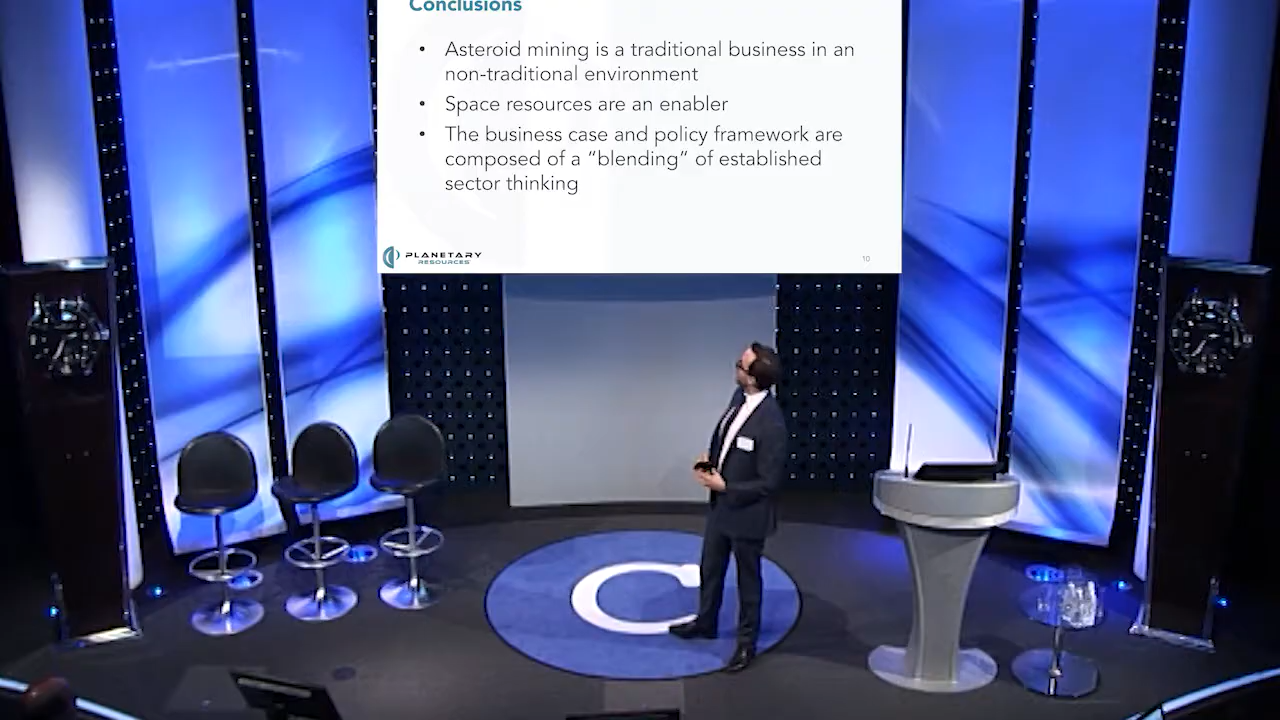 Conclusions
• Asteroid mining is a traditional business in an
non-traditional environment
• Space resources are an enabler
• The business case and policy framework are
composed of a “blending” of established
sector thinking
PLANETARY
RESOURCES
10
C